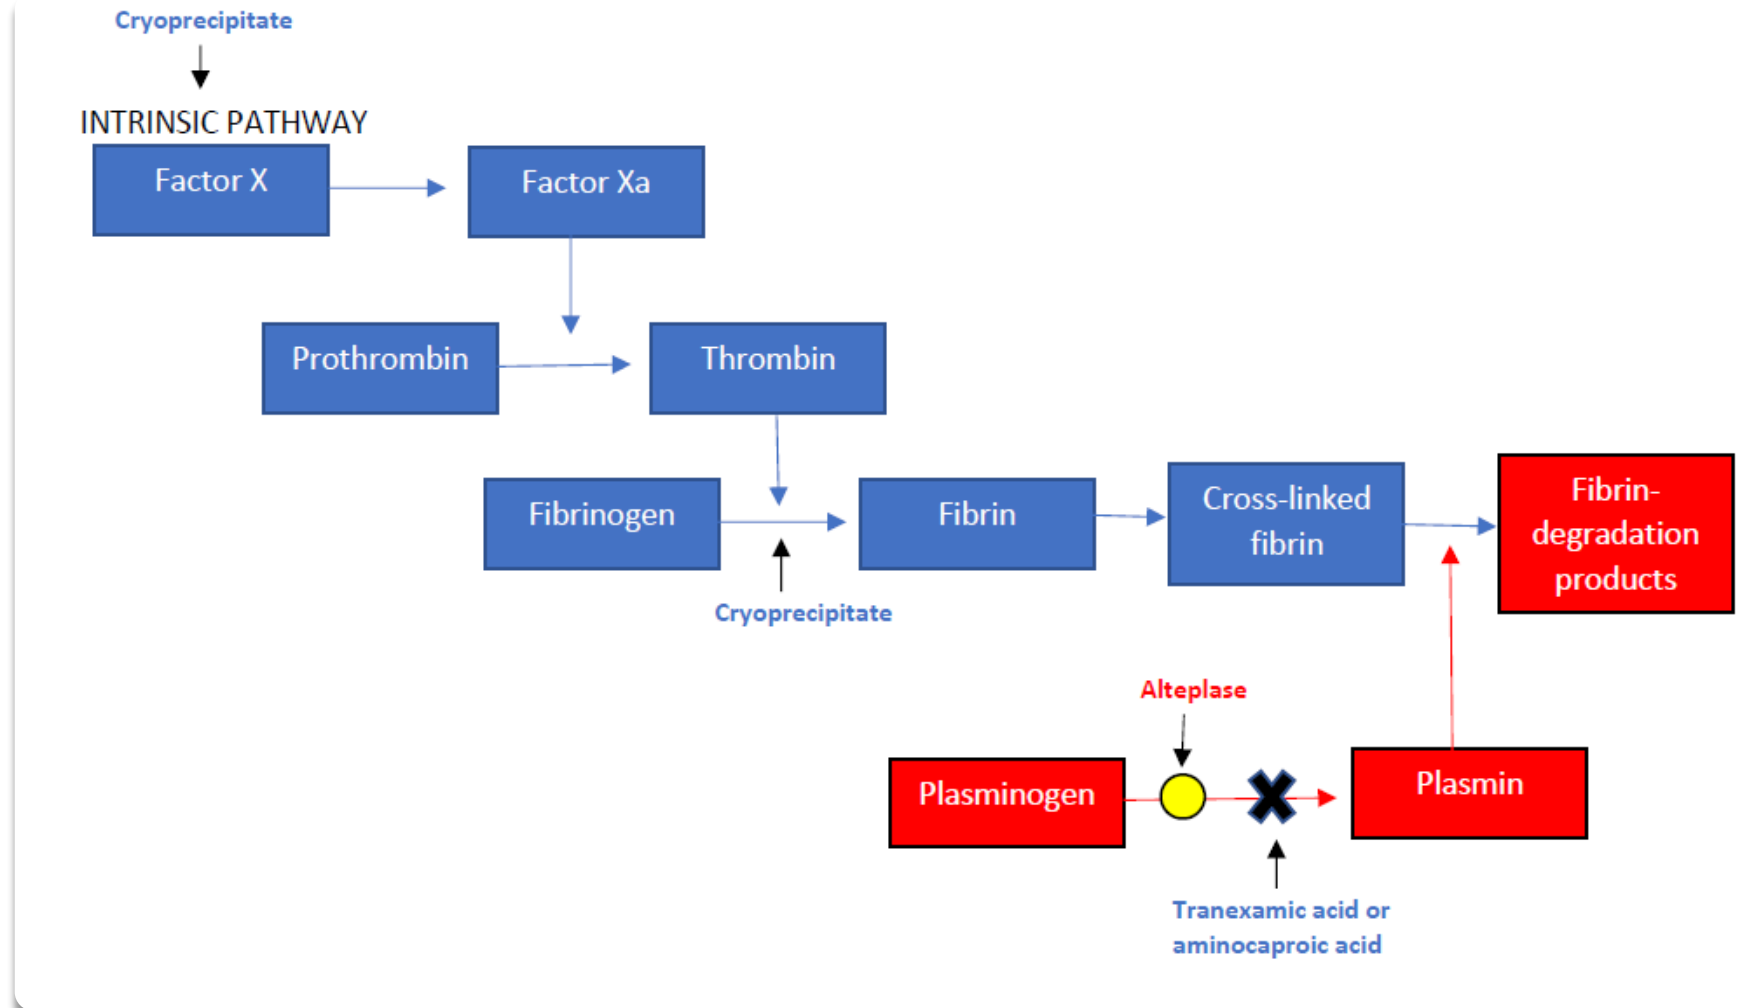 Cryoprecipitate
INTRINSIC PATHWAY
Factor X
Factor Xa
Prothrombin
Thrombin
Fibrinogen
Fibrin
Cross-linked
fibrin
Fibrin-
degradation
products
Cryoprecipitate
Alteplase
Plasminogen
Plasmin
Tranexamic acid or
aminocaproic acid